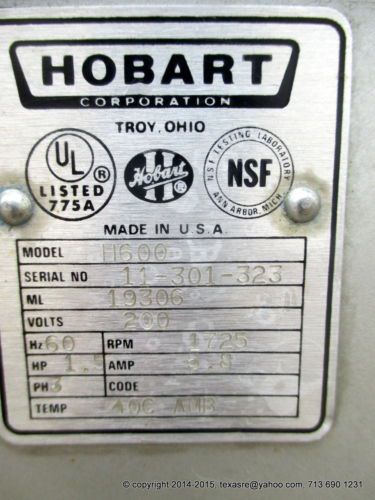 HOBART
CORPORATION
TROY, OHIO
UL ®
LISTED
775A
Hobart ®
NSF TESTING LABORATORY
NSF
ANN ARBOR, MICH.
MADE IN U.S.A.
MODEL H600
SERIAL NO 11-301-323
ML 19306
VOLTS 200
Hz 60 RPM 1725
HP 1.5 AMP .8
PH 3 CODE
TEMP 40C AMB
© copyright 2014-2015, texasre@yahoo.com, 713 690 1231